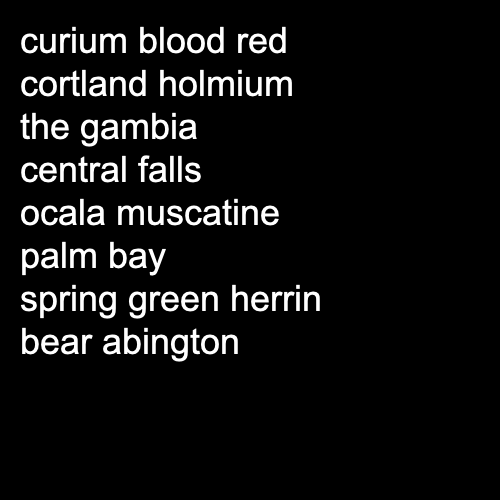 curium blood red
cortland holmium
the gambia
central falls
ocala muscatine
palm bay
spring green herrin
bear abington